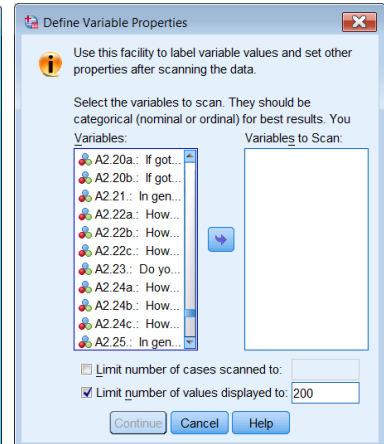 Define Variable Properties
Use this facility to label variable values and set other
properties after scanning the data.
Select the variables to scan. They should be
categorical (nominal or ordinal) for best results. You
Variables:
Variables to Scan:
A2.20a.: If got...
A2.20b.: If got...
A2.21.: In gen...
A2.22a.: How...
A2.22b.: How...
A2.22c.: How...
A2.23.: Do yo...
A2.24a.: How...
A2.24b.: How...
A2.24c.: How...
A2.25.: In gen...
Limit number of cases scanned to:
Limit number of values displayed to: 200
Continue Cancel Help